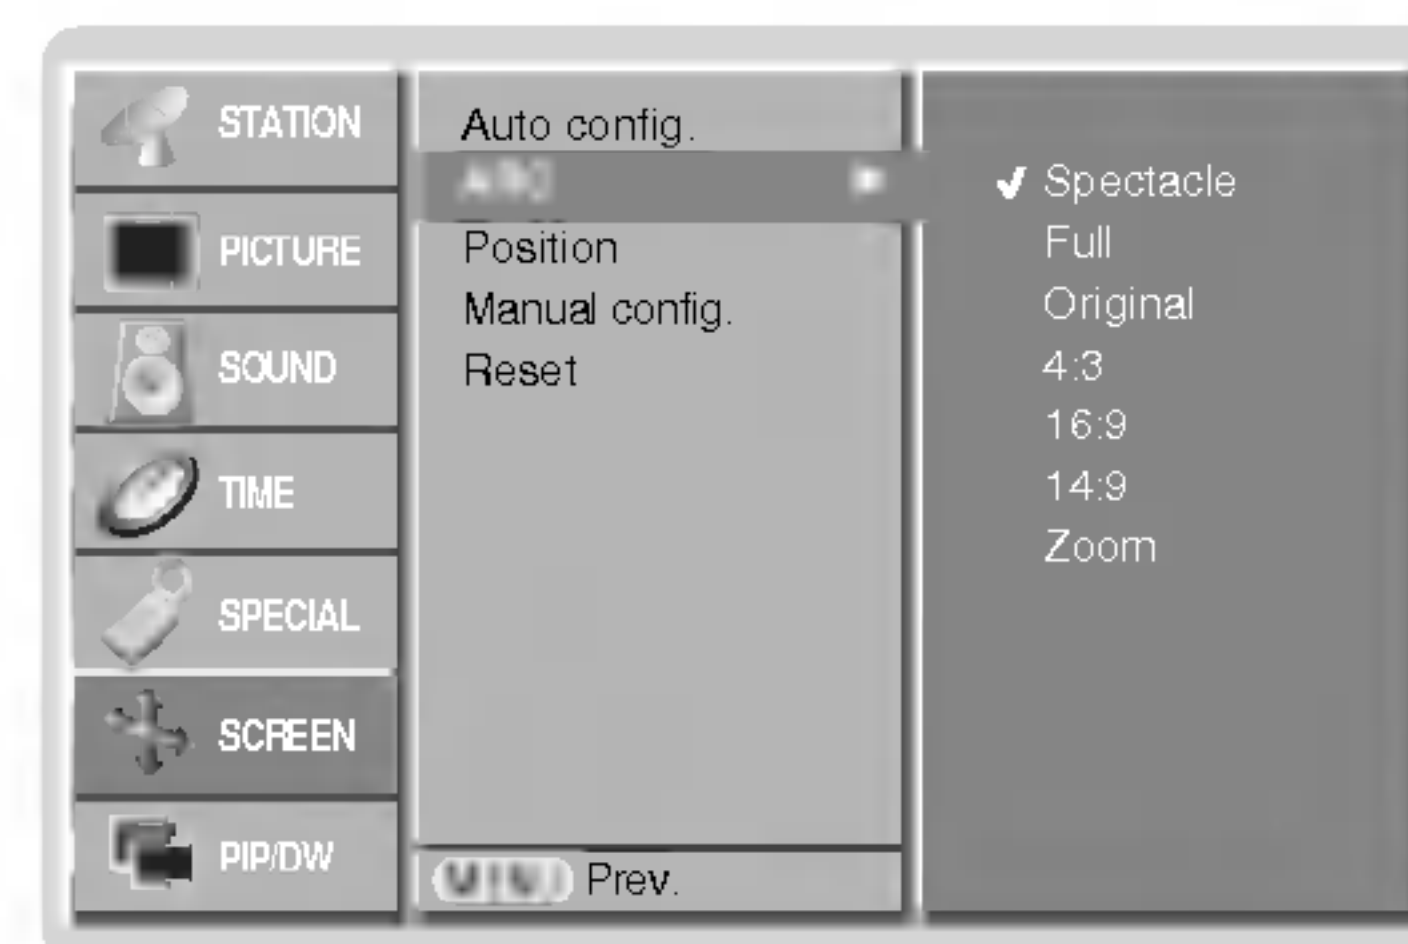 STATION
PICTURE
SOUND
TIME
SPECIAL
SCREEN
PIP/DW
Auto config.
Position
Manual config.
Reset
Prev.
Spectacle
Full
Original
4:3
16:9
14:9
Zoom